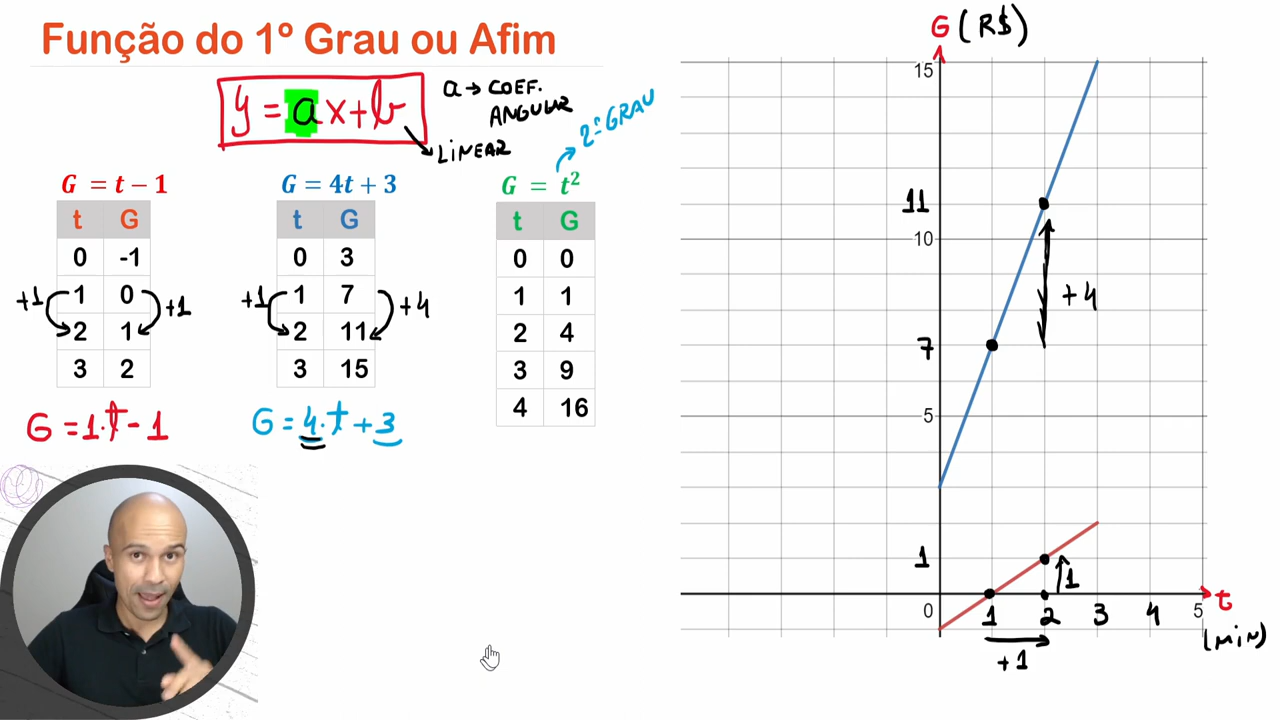 Função do 1º Grau ou Afim
y = a x + b
a → COEF.
ANGULAR
LINEAR
2º GRAU
G = t − 1
t G
0 -1
1 0
2 1
3 2
+1
+1
G = 1·t − 1
G = 4t + 3
t G
0 3
1 7
2 11
3 15
+1
+4
G = 4·t + 3
G = t²
t G
0 0
1 1
2 4
3 9
4 16
G (R$)
15
11
10
7
5
1
0
+4
1
1 2 3 4 5
t
(MIN)
+1